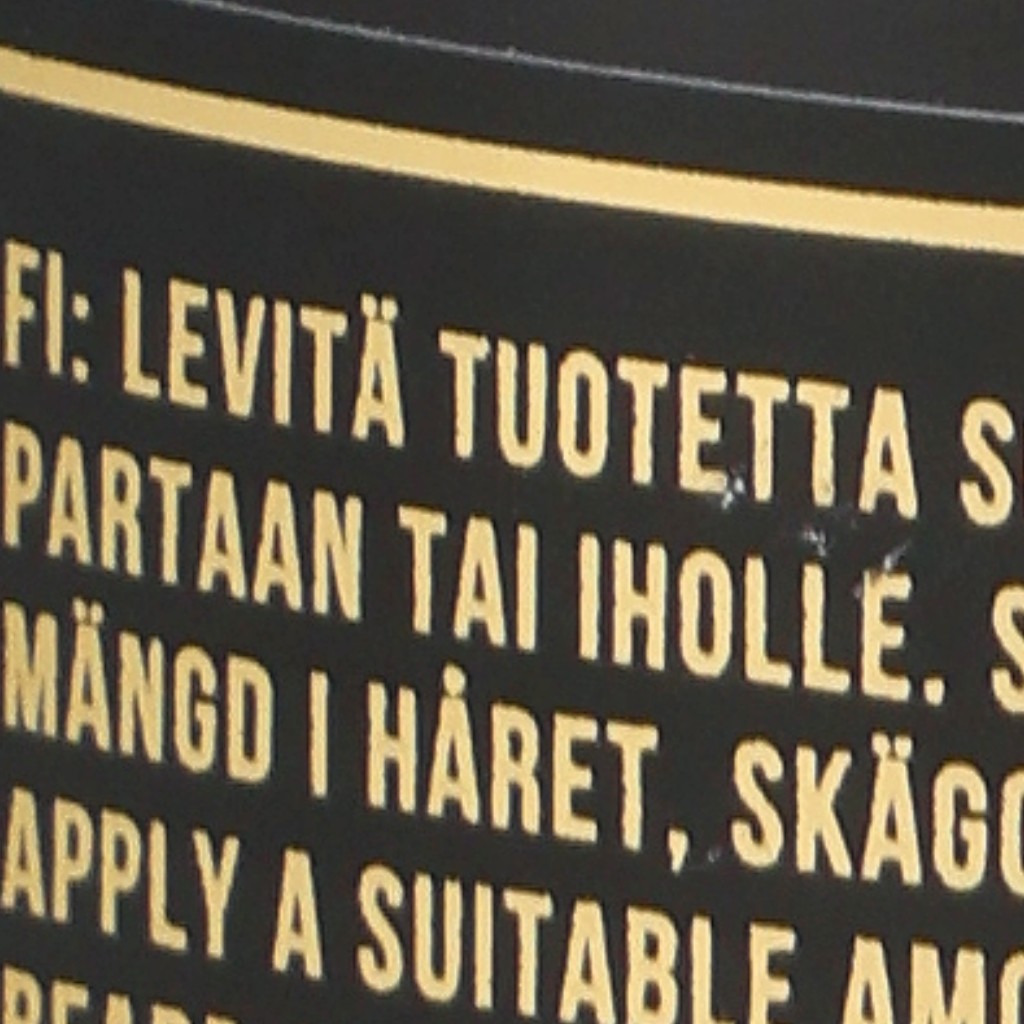 FI: LEVITÄ TUOTETTA
PARTAAN TAI IHOLLE.
MÄNGD I HÅRET,
APPLY A SUITABLE